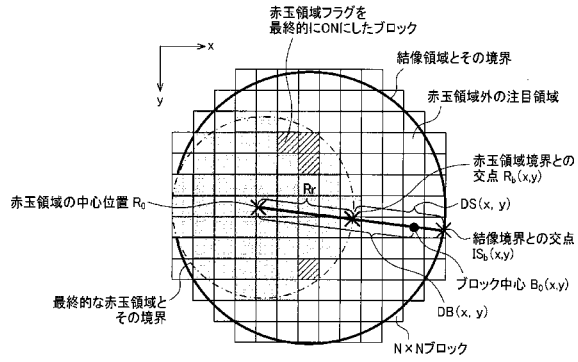 赤玉領域フラグを
最終的にONにしたブロック
x
y
結像領域とその境界
赤玉領域外の注目領域
赤玉領域境界との
交点 Rb(x,y)
Rr
赤玉領域の中心位置 R0
DS(x, y)
結像境界との交点
ISb(x,y)
ブロック中心 B0(x,y)
DB(x, y)
最終的な赤玉領域と
その境界
N×Nブロック